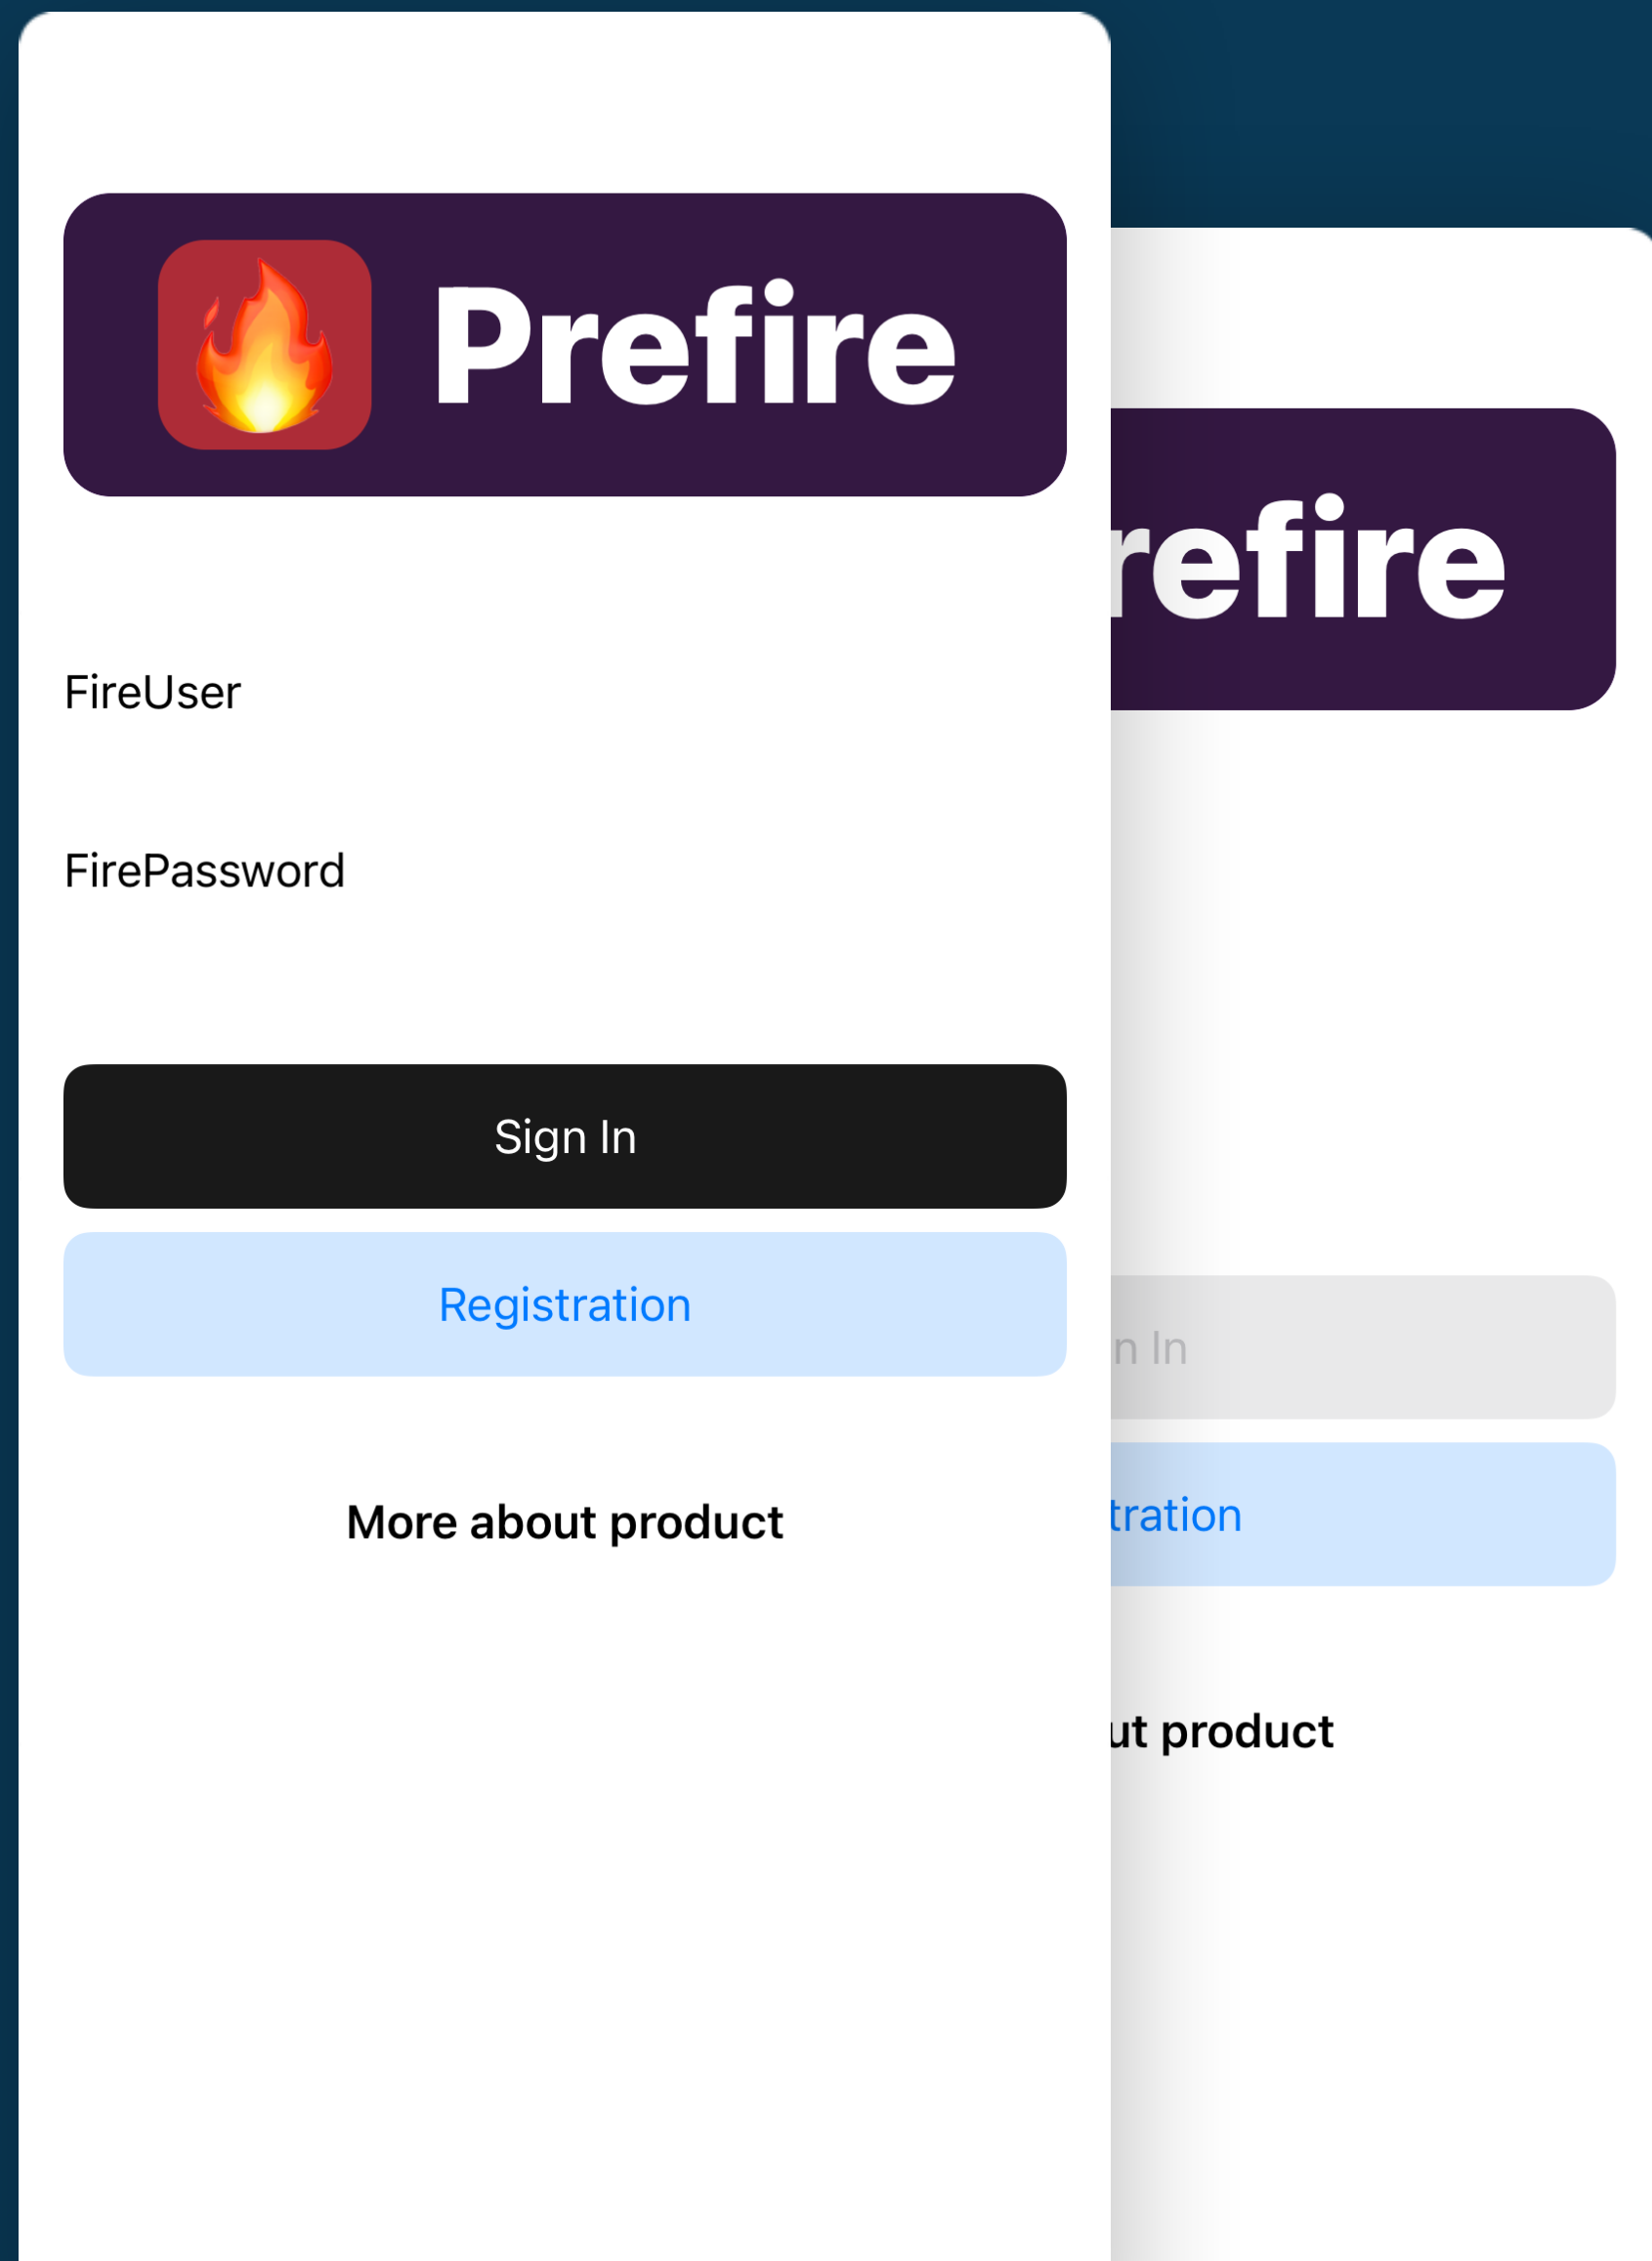 Prefire
FireUser
FirePassword
Sign In
Registration
More about product
refire
n In
tration
ut product